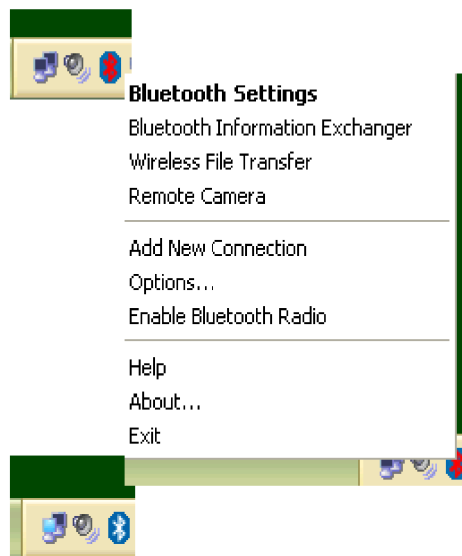 Bluetooth Settings
Bluetooth Information Exchanger
Wireless File Transfer
Remote Camera
Add New Connection
Options...
Enable Bluetooth Radio
Help
About...
Exit